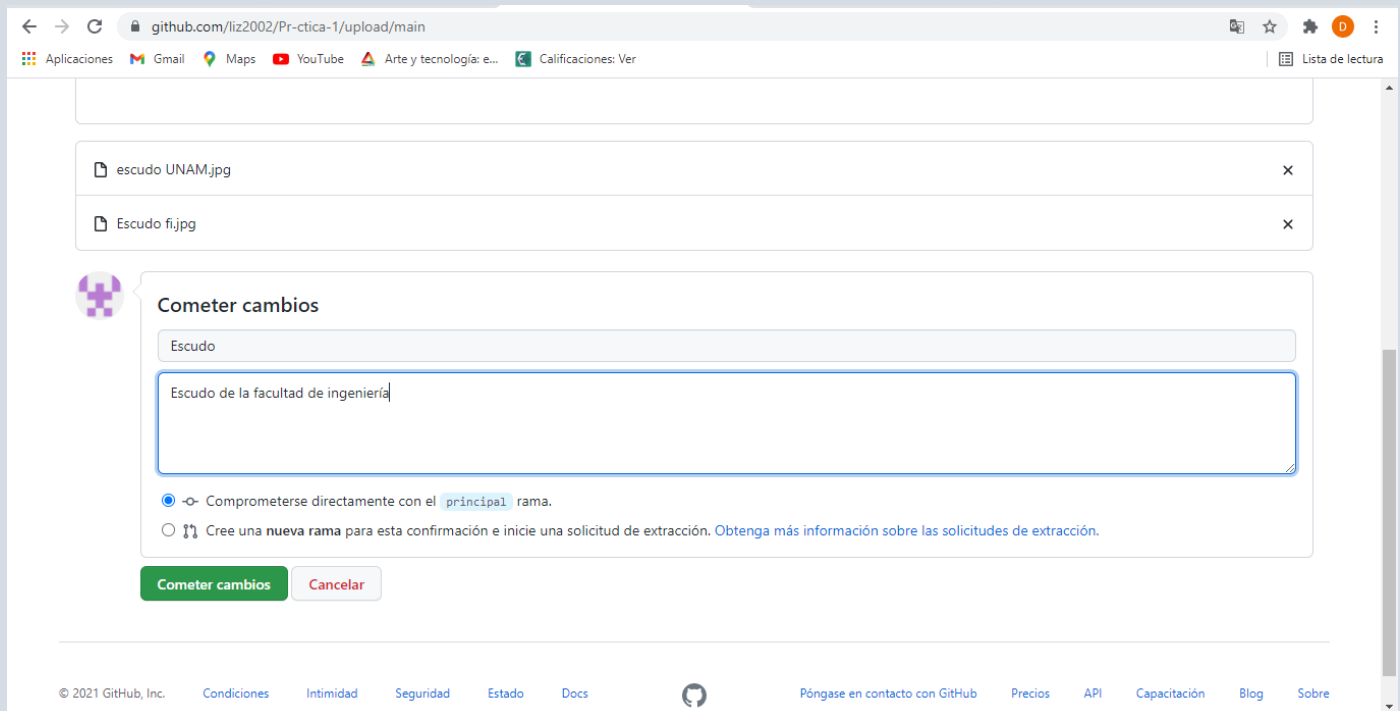 github.com/liz2002/Pr-ctica-1/upload/main
D
Aplicaciones Gmail Maps YouTube Arte y tecnología: e... Calificaciones: Ver Lista de lectura
escudo UNAM.jpg
Escudo fi.jpg
Cometer cambios
Escudo
Escudo de la facultad de ingeniería
Comprometerse directamente con el principal rama.
Cree una nueva rama para esta confirmación e inicie una solicitud de extracción. Obtenga más información sobre las solicitudes de extracción.
Cometer cambios Cancelar
© 2021 GitHub, Inc. Condiciones Intimidad Seguridad Estado Docs Póngase en contacto con GitHub Precios API Capacitación Blog Sobre